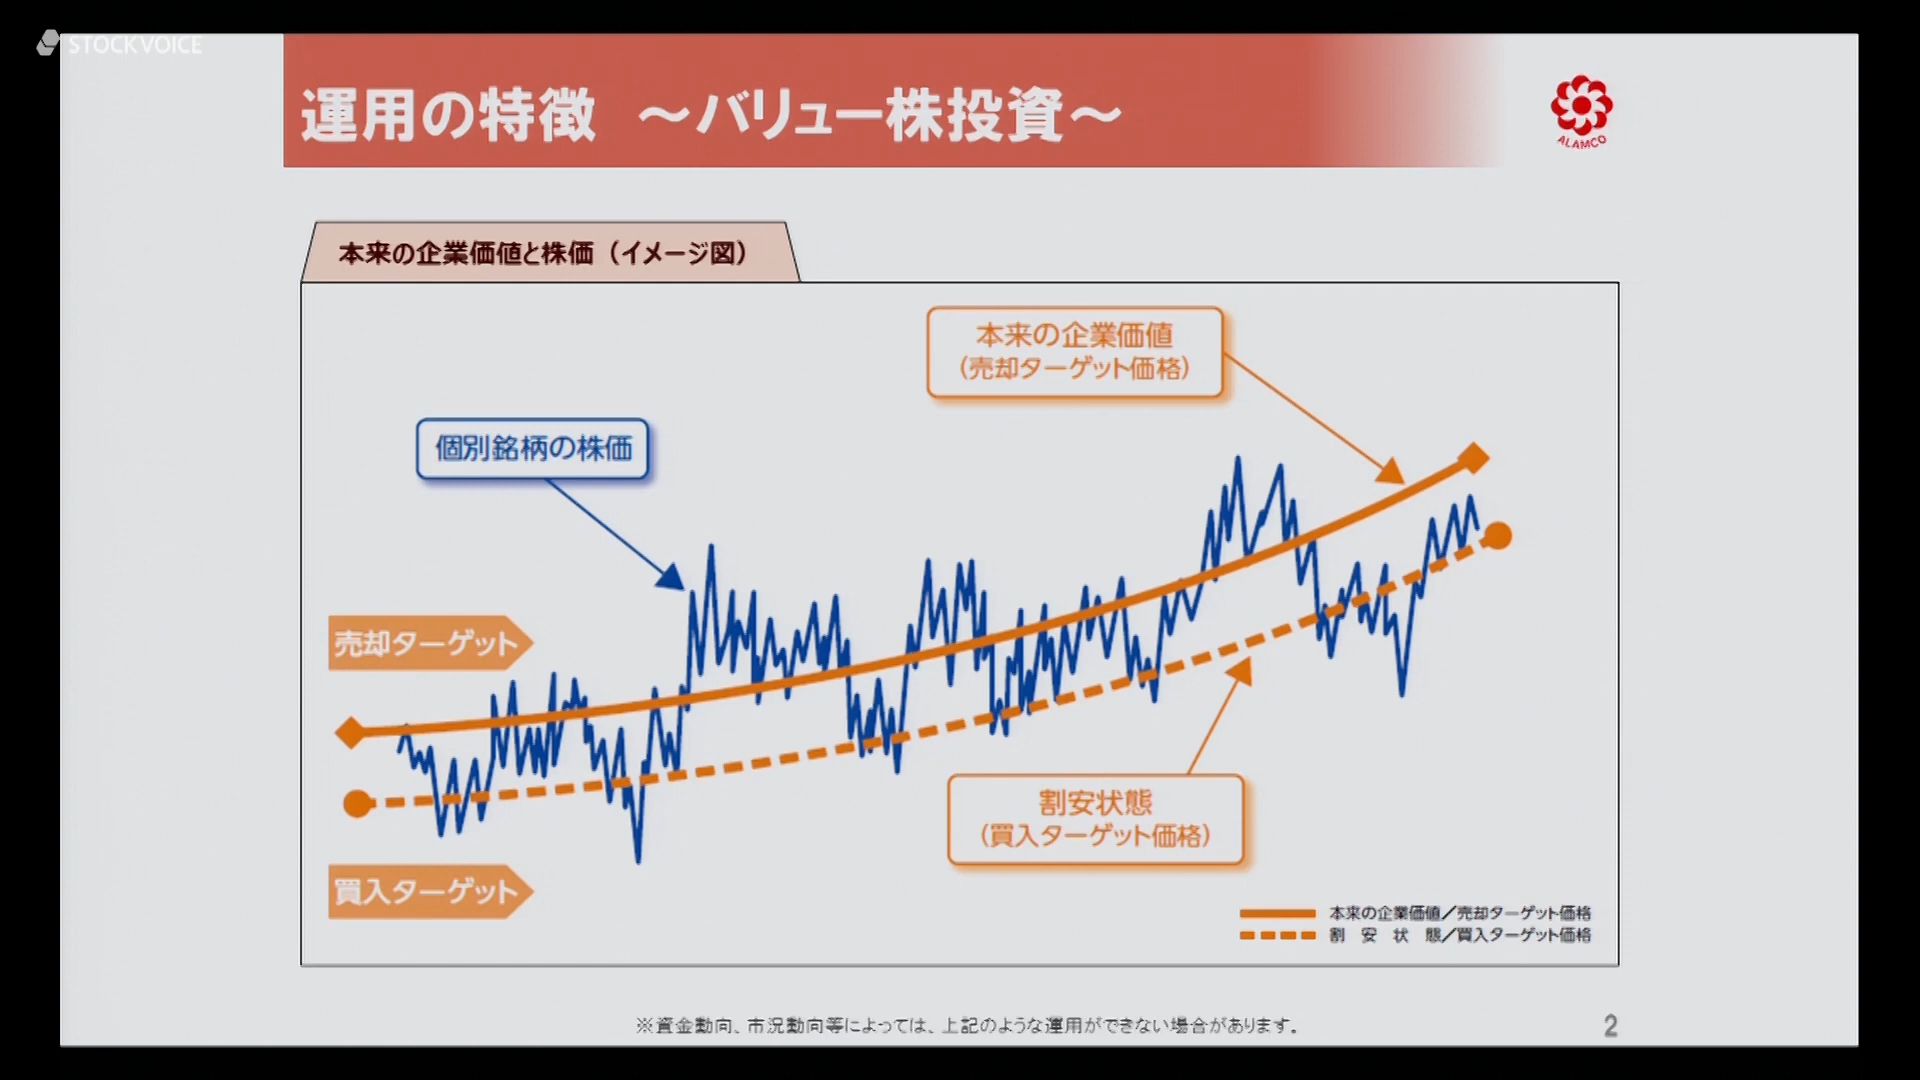 STOCKVOICE
運用の特徴 ～バリュー株投資～
ALAMCO
本来の企業価値と株価（イメージ図）
本来の企業価値
（売却ターゲット価格）
個別銘柄の株価
売却ターゲット
割安状態
（買入ターゲット価格）
買入ターゲット
本来の企業価値／売却ターゲット価格
割 安 状 態／買入ターゲット価格
※資金動向、市況動向等によっては、上記のような運用ができない場合があります。
2